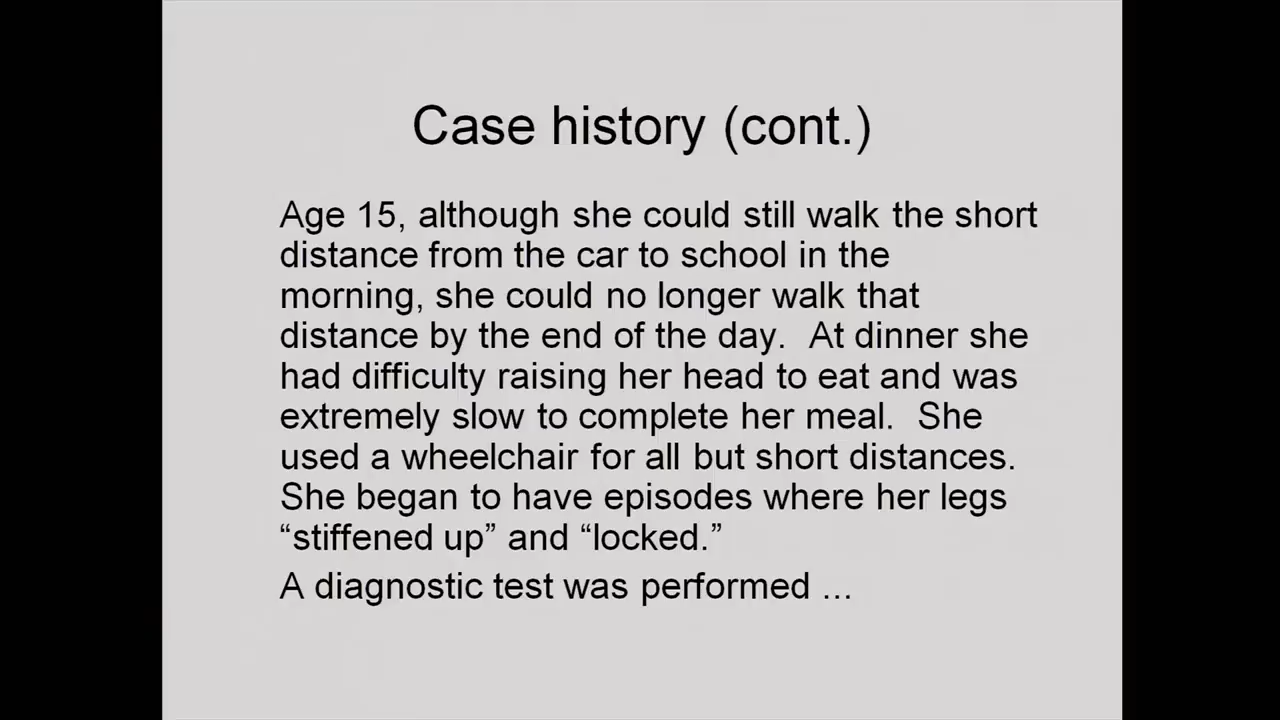 Case history (cont.)
Age 15, although she could still walk the short
distance from the car to school in the
morning, she could no longer walk that
distance by the end of the day.  At dinner she
had difficulty raising her head to eat and was
extremely slow to complete her meal.  She
used a wheelchair for all but short distances.
She began to have episodes where her legs
“stiffened up” and “locked.”
A diagnostic test was performed ...